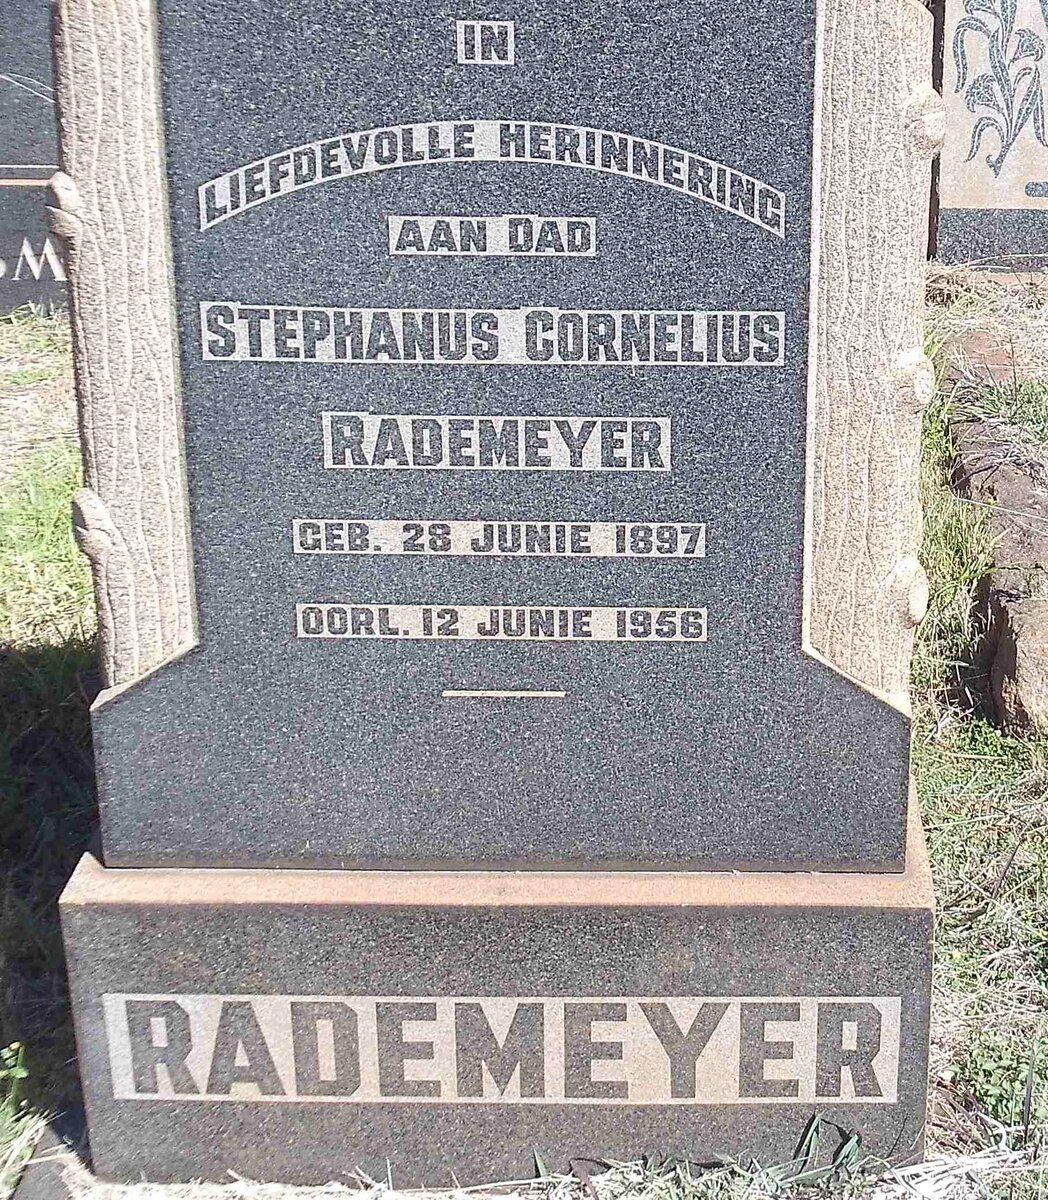 IN
LIEFDEVOLLE HERINNERING
AAN DAD
STEPHANUS CORNELIUS
RADEMEYER
GEB. 28 JUNIE 1897
OORL. 12 JUNIE 1956
RADEMEYER